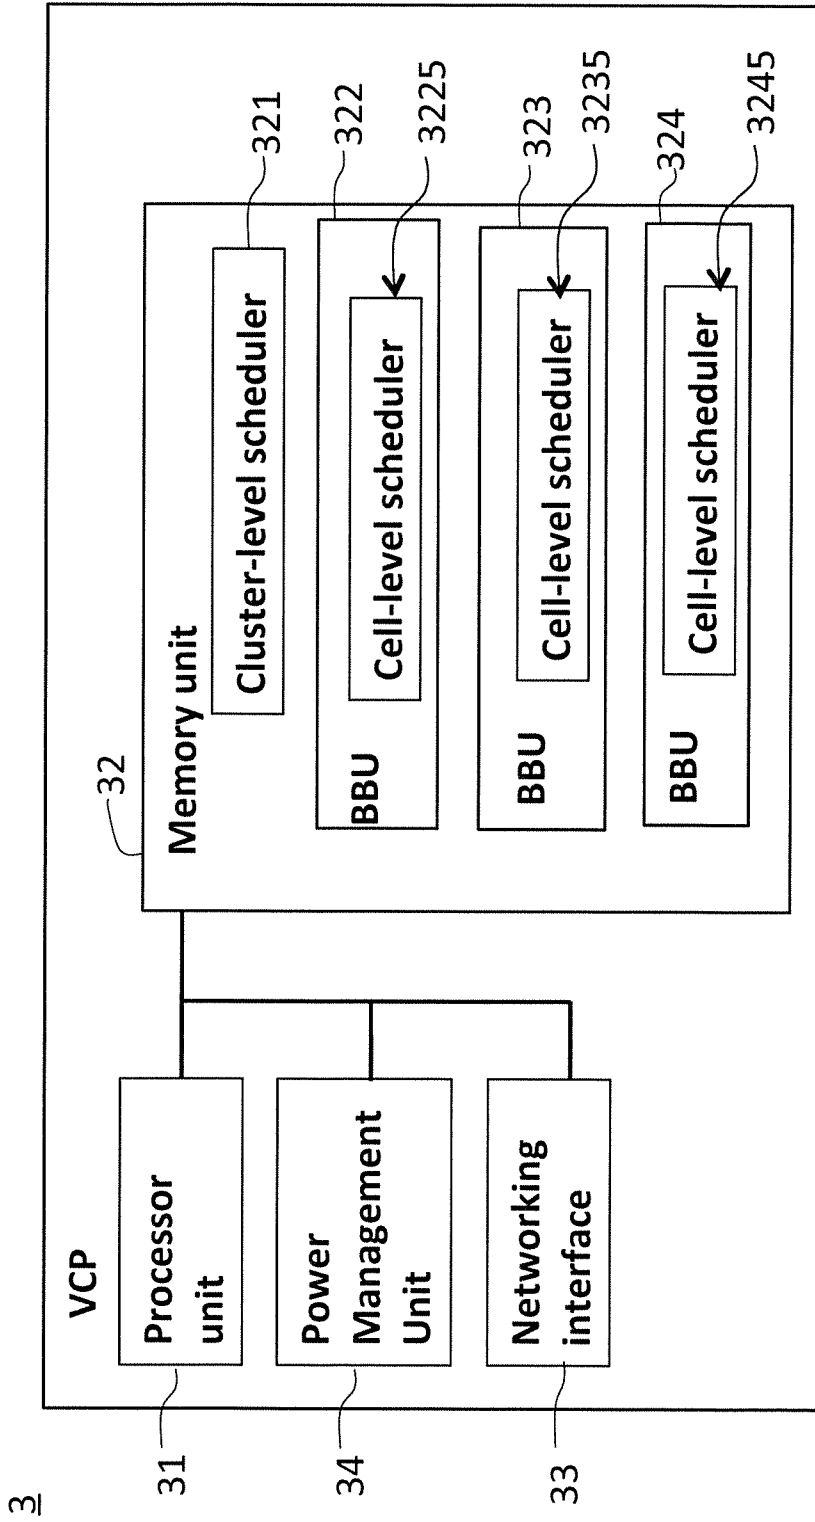 3
VCP
31
Processor
unit
34
Power
Management
Unit
33
Networking
interface
32
Memory unit
Cluster-level scheduler
321
322
BBU
Cell-level scheduler
3225
323
BBU
Cell-level scheduler
3235
324
BBU
Cell-level scheduler
3245